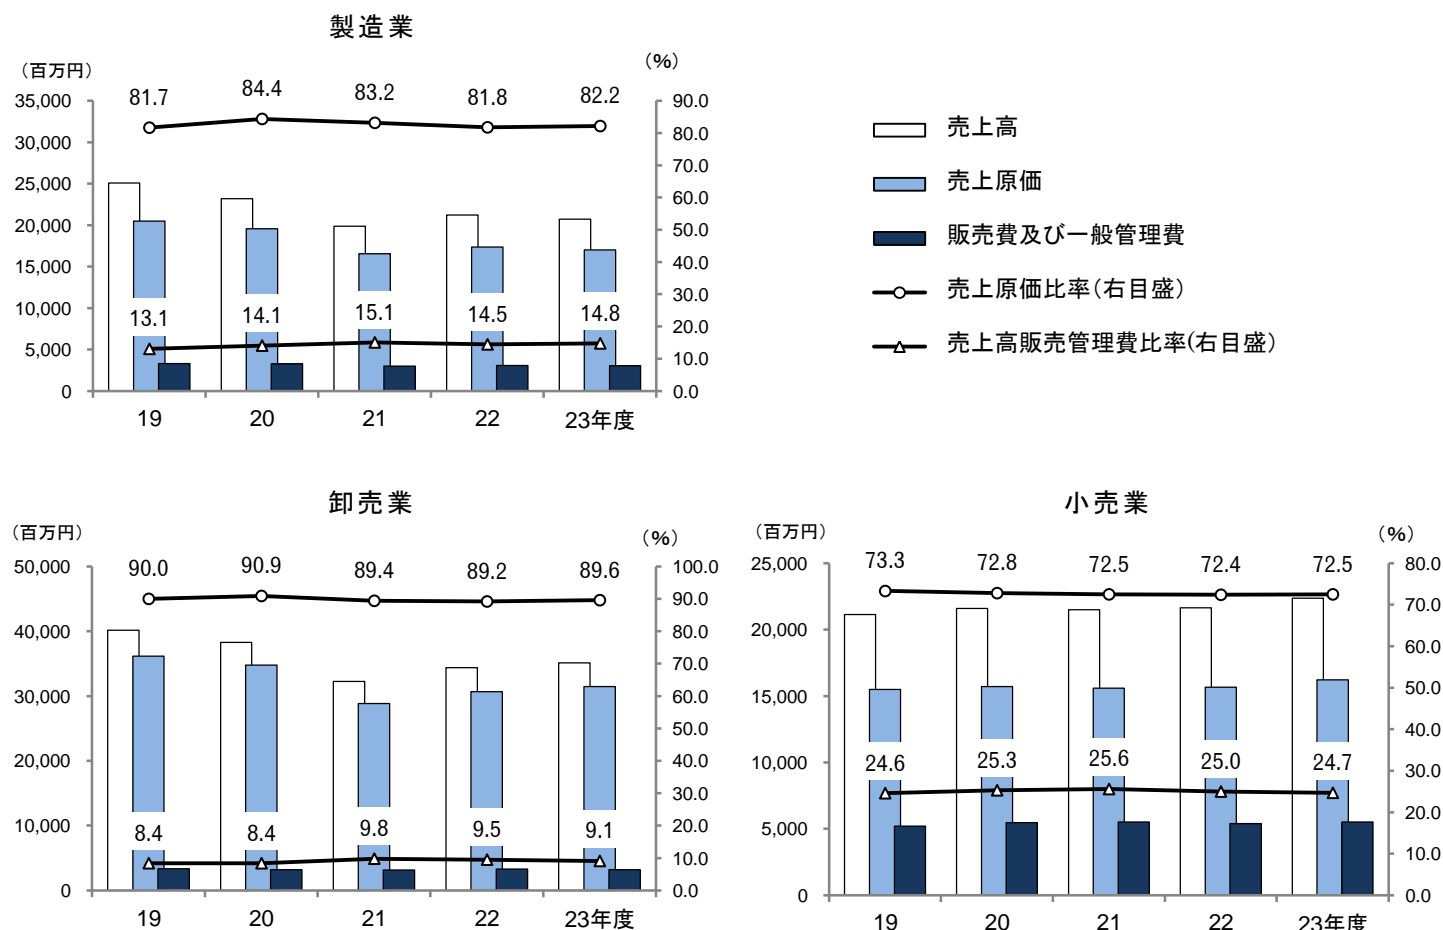 製造業
（百万円）
（%）
81.7 84.4 83.2 81.8 82.2
35,000
30,000
25,000
20,000
15,000
10,000
5,000
0
90.0
80.0
70.0
60.0
50.0
40.0
30.0
20.0
10.0
0.0
13.1 14.1 15.1 14.5 14.8
19 20 21 22 23年度
売上高
売上原価
販売費及び一般管理費
売上原価比率（右目盛）
売上高販売管理費比率(右目盛）
卸売業
（百万円）
（%）
90.0 90.9 89.4 89.2 89.6
50,000
40,000
30,000
20,000
10,000
0
100.0
90.0
80.0
70.0
60.0
50.0
40.0
30.0
20.0
10.0
0.0
8.4 8.4 9.8 9.5 9.1
19 20 21 22 23年度
小売業
（百万円）
（%）
73.3 72.8 72.5 72.4 72.5
25,000
20,000
15,000
10,000
5,000
0
80.0
70.0
60.0
50.0
40.0
30.0
20.0
10.0
0.0
24.6 25.3 25.6 25.0 24.7
19 20 21 22 23年度